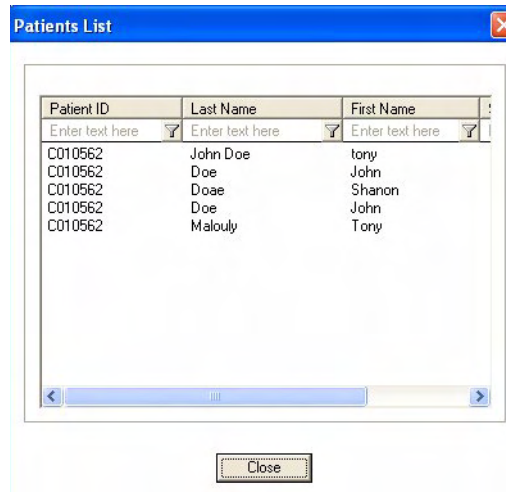 Patients List
Patient ID Last Name First Name
Enter text here Enter text here Enter text here
C010562 John Doe tony
C010562 Doe John
C010562 Doae Shanon
C010562 Doe John
C010562 Malouly Tony
Close